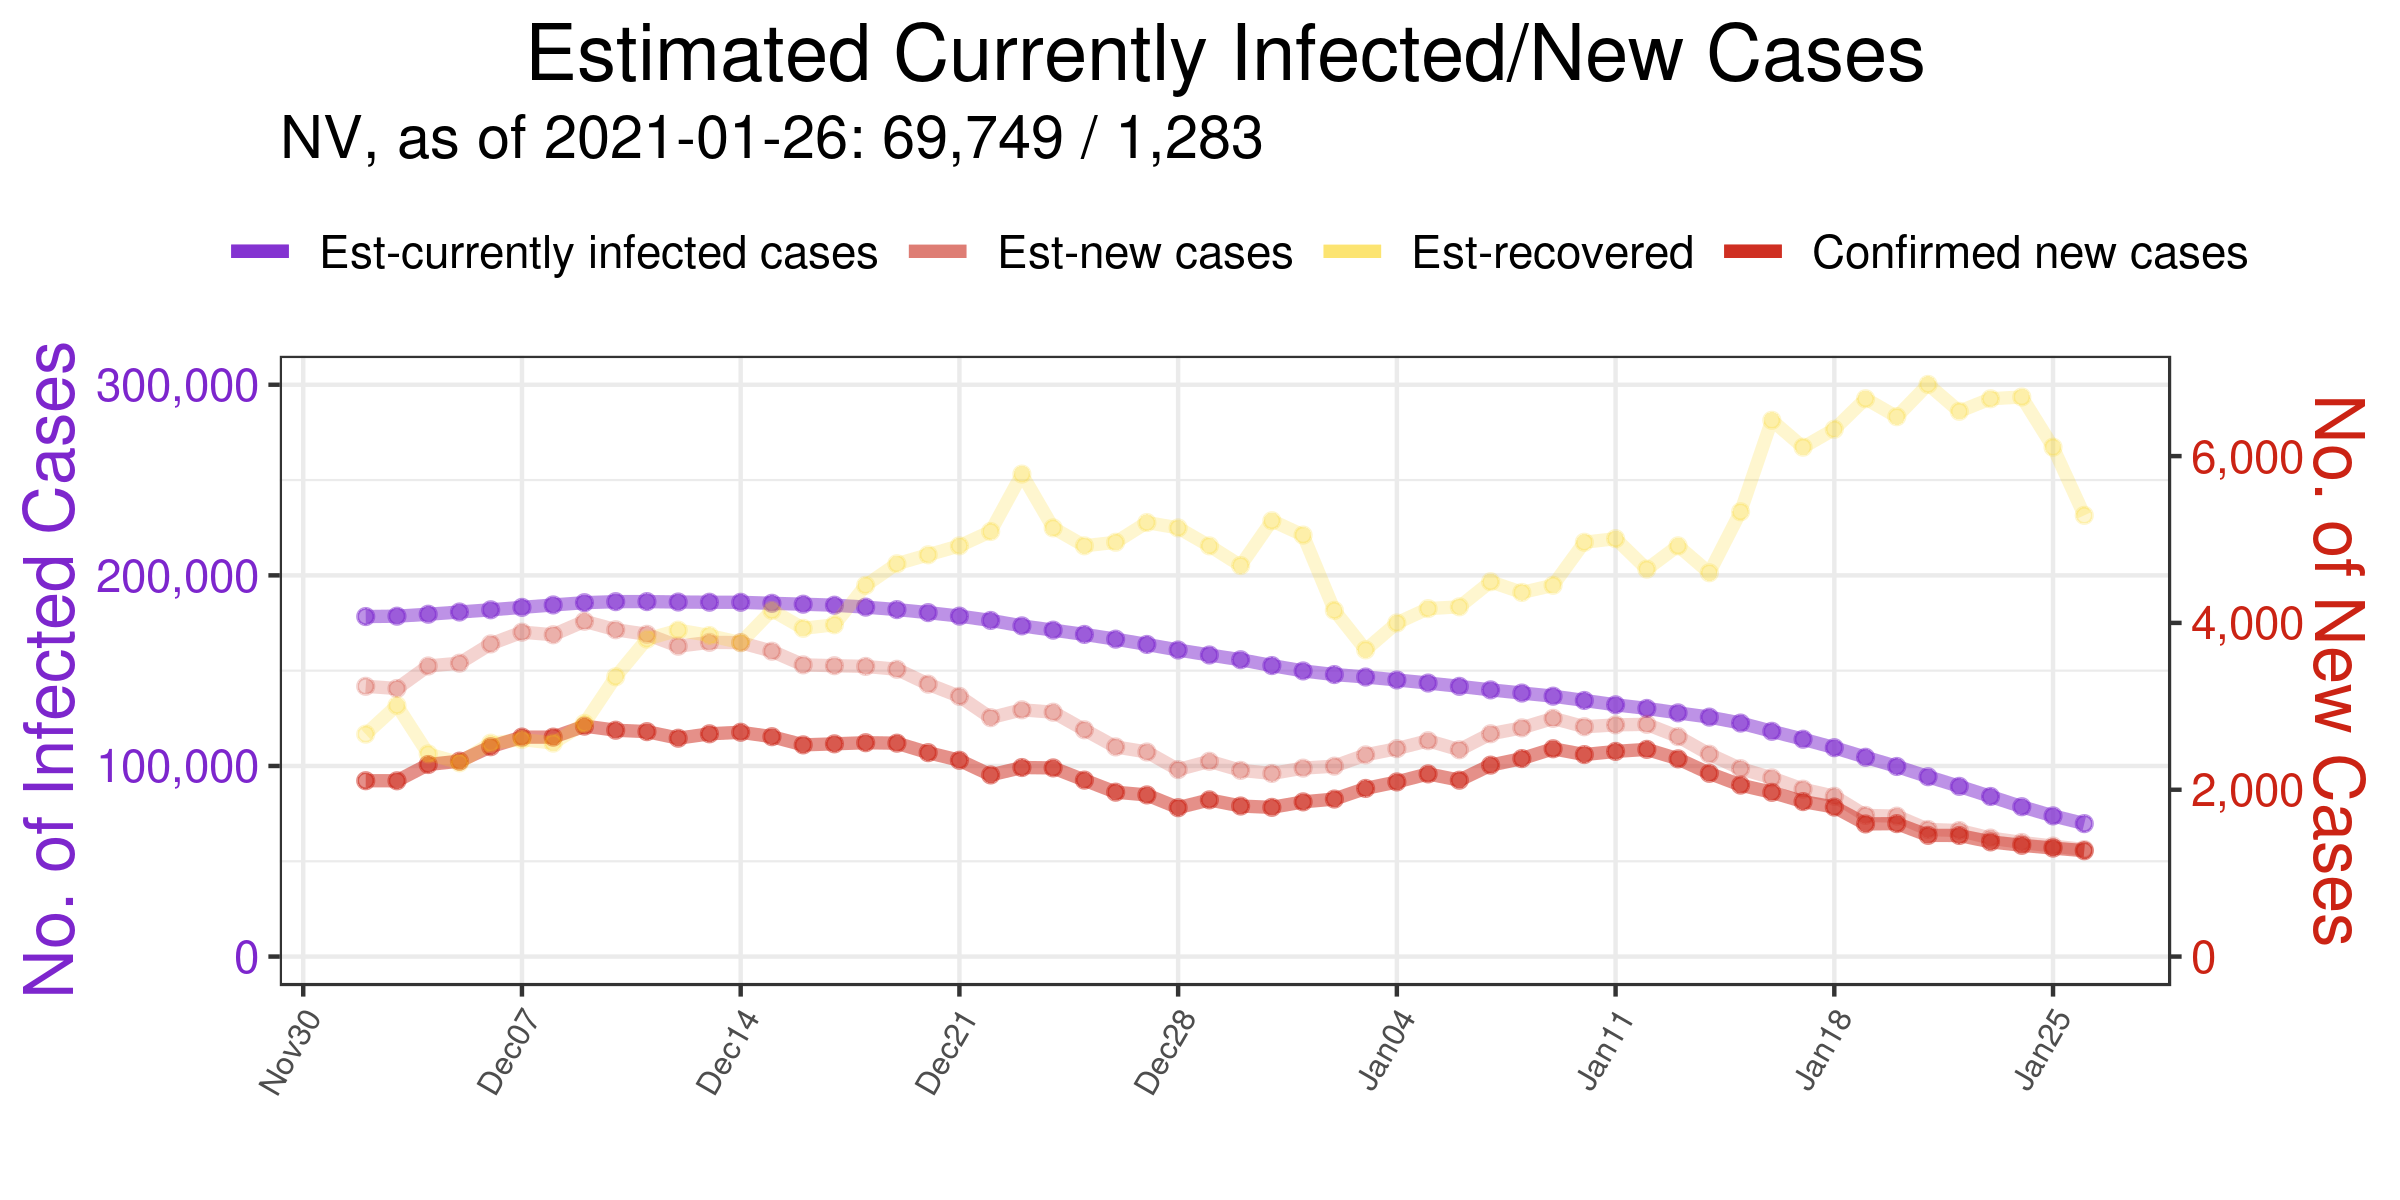 Estimated Currently Infected/New Cases
NV, as of 2021-01-26: 69,749 / 1,283
Est-currently infected cases Est-new cases Est-recovered Confirmed new cases
No. of Infected Cases
300,000
200,000
100,000
0
6,000
4,000
2,000
0
No. of New Cases
Nov30 Dec07 Dec14 Dec21 Dec28 Jan04 Jan11 Jan18 Jan25